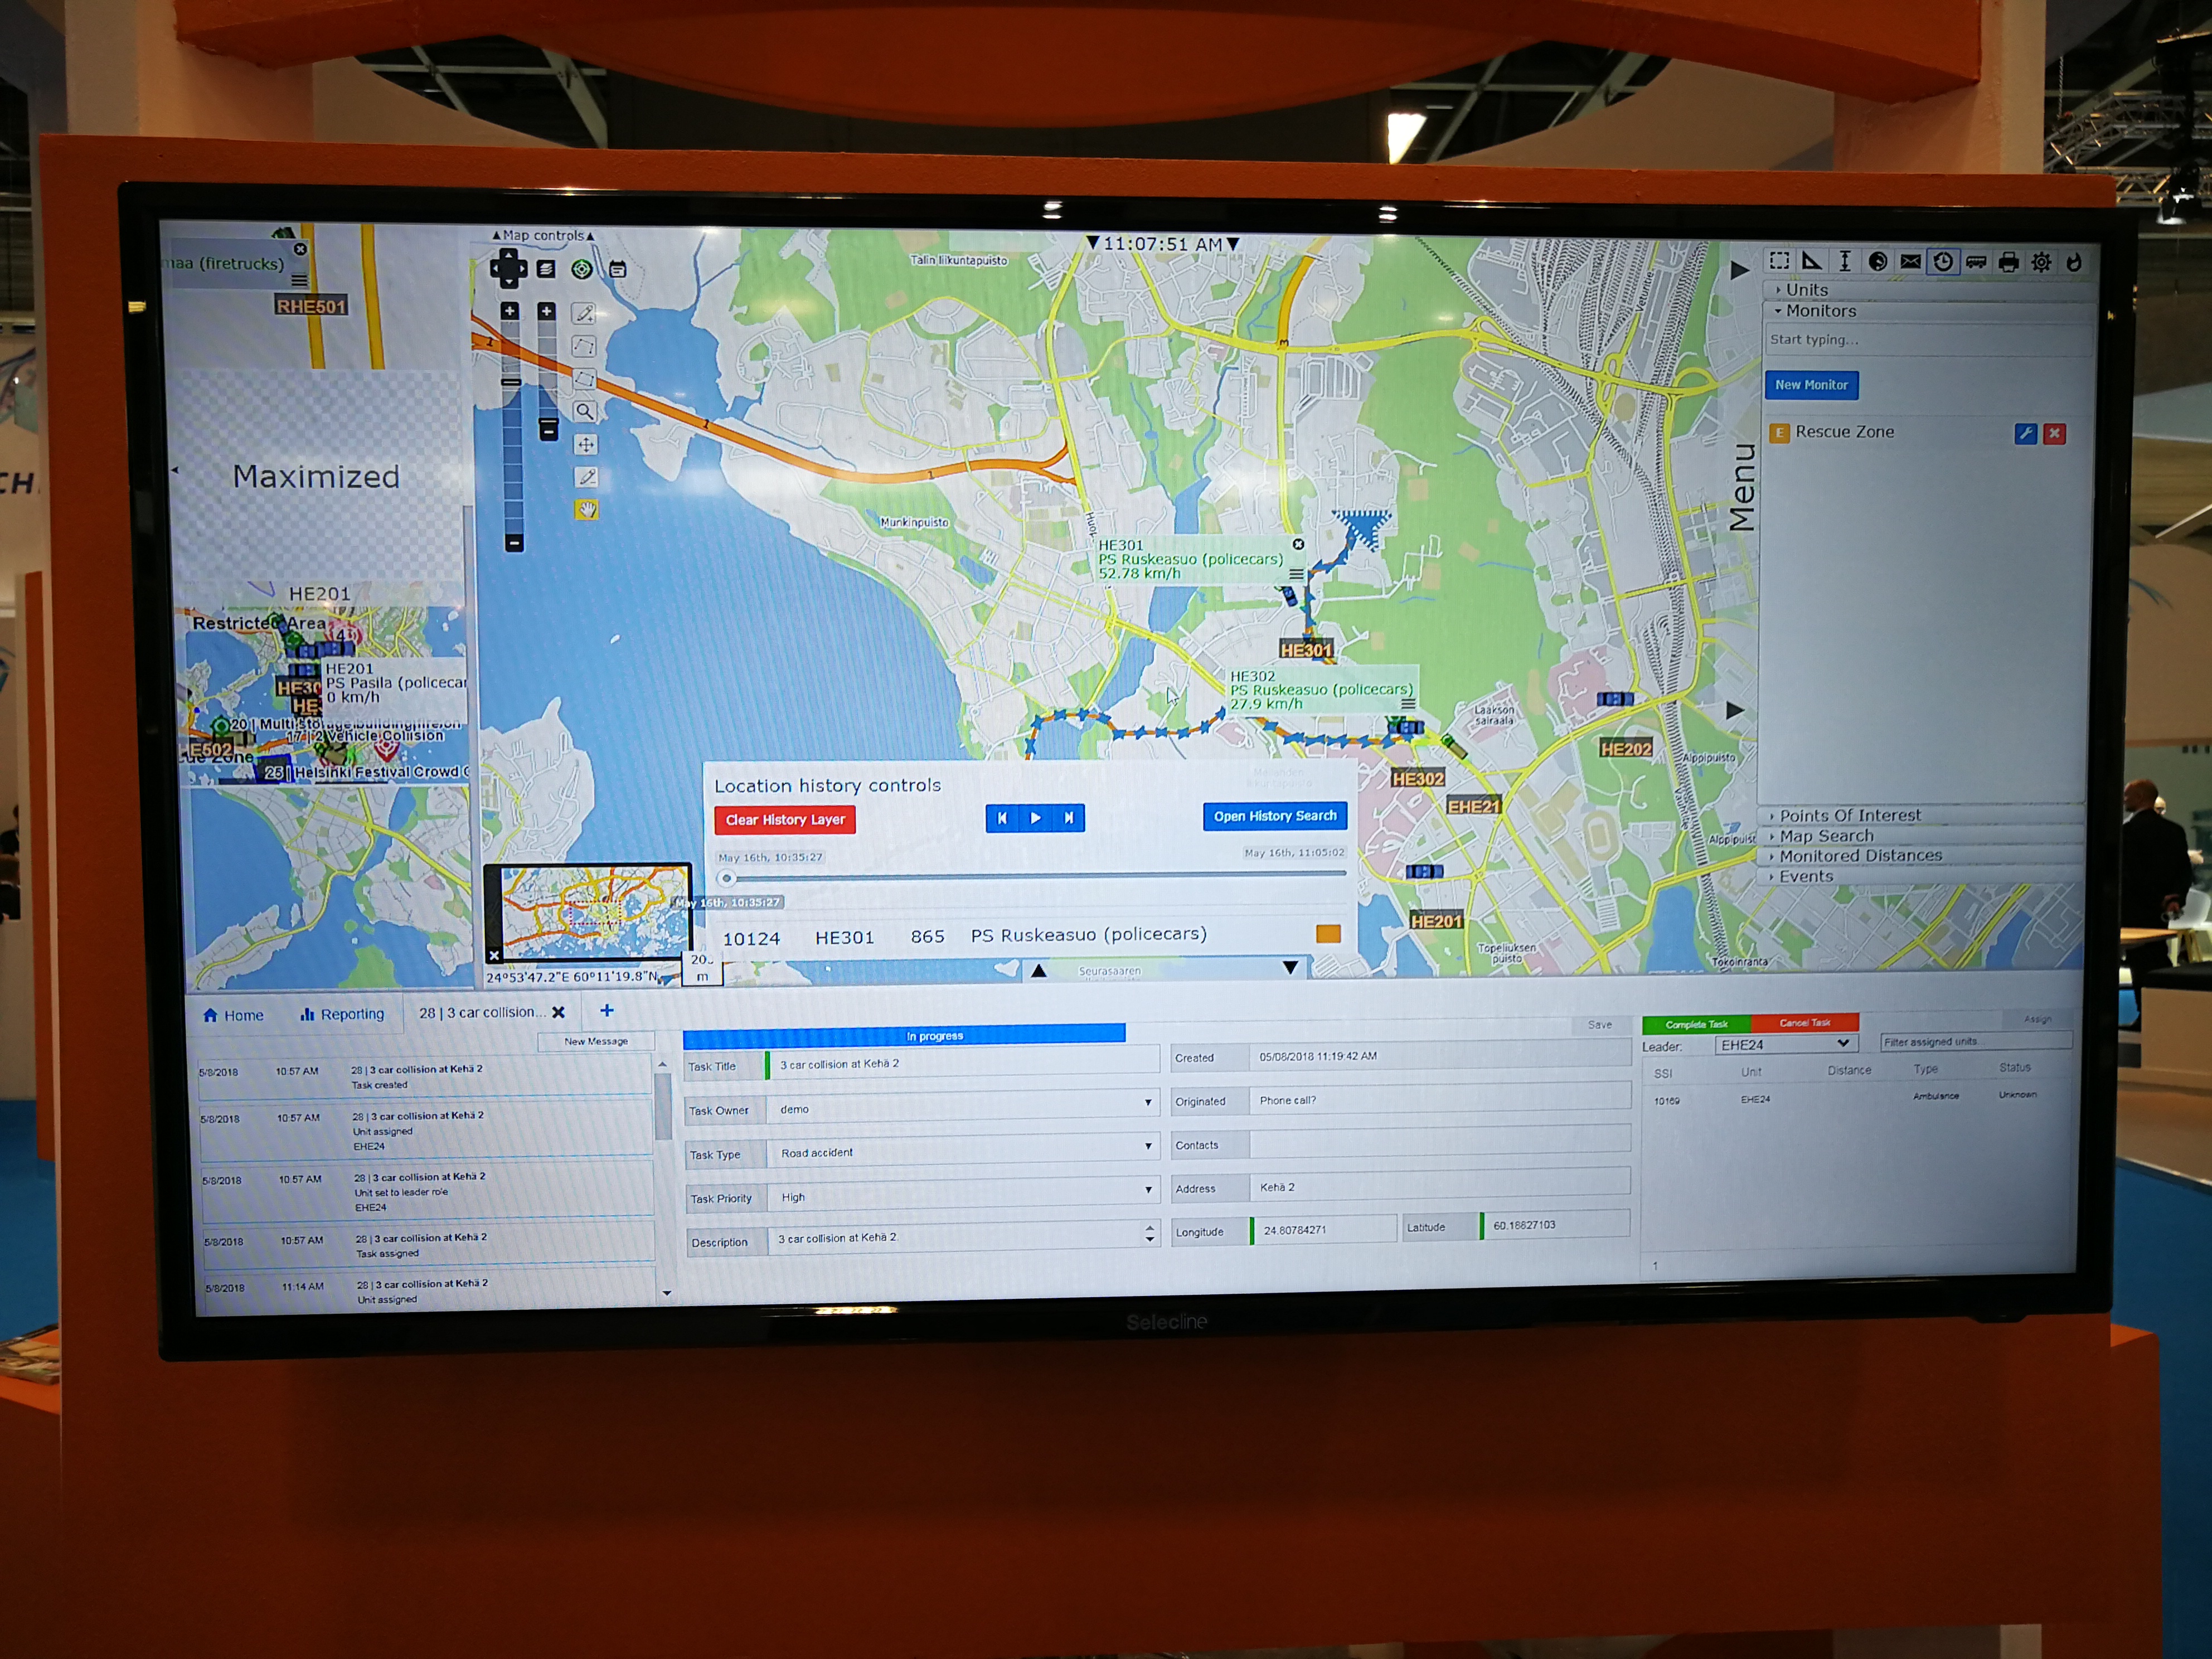 maa (firetrucks)
RHE501
Maximized
HE201
Restricted Area
HE201
PS Pasila (policecar
0 km/h
HE30
HE
20 | Multi
17 | 2 Vehicle Collision
E502
25 | Helsinki Festival Crowd C
▲Map controls▲
▼11:07:51 AM▼
Talin liikuntapuisto
1
1
1
3
Munkinpuisto
HE301
PS Ruskeasuo (policecars)
52.78 km/h
HE301
HE302
PS Ruskeasuo (policecars)
27.9 km/h
Laakson
sairaala
HE202
Alppipuisto
HE302
EHE21
HE201
Topeliuksen
puisto
Tokoinranta
Seurasaaren
Location history controls
Clear History Layer
Open History Search
May 16th, 10:35:27
May 16th, 11:05:02
May 16th, 10:35:27
10124 HE301 865 PS Ruskeasuo (policecars)
24°53'47.2"E 60°11'19.8"N
20
m
Menu
Units
Monitors
Start typing...
New Monitor
E Rescue Zone
Points Of Interest
Map Search
Monitored Distances
Events
Home
Reporting
28 | 3 car collision...
New Message
5/8/2018 10:57 AM 28 | 3 car collision at Kehä 2
Task created
5/8/2018 10:57 AM 28 | 3 car collision at Kehä 2
Unit assigned
EHE24
5/8/2018 10:57 AM 28 | 3 car collision at Kehä 2
Unit set to leader role
EHE24
5/8/2018 10:57 AM 28 | 3 car collision at Kehä 2
Task assigned
5/8/2018 11:14 AM 28 | 3 car collision at Kehä 2
Unit assigned
In progress
Save
Task Title 3 car collision at Kehä 2
Task Owner demo
Task Type Road accident
Task Priority High
Description 3 car collision at Kehä 2
Created 05/08/2018 11:19:42 AM
Originated Phone call?
Contacts
Address Kehä 2
Longitude 24.80784271
Latitude 60.18827103
Complete Task
Cancel Task
Assign
Leader: EHE24
Filter assigned units...
SSI Unit Distance Type Status
10169 EHE24 Ambulance Unknown
1
Selecline
CH